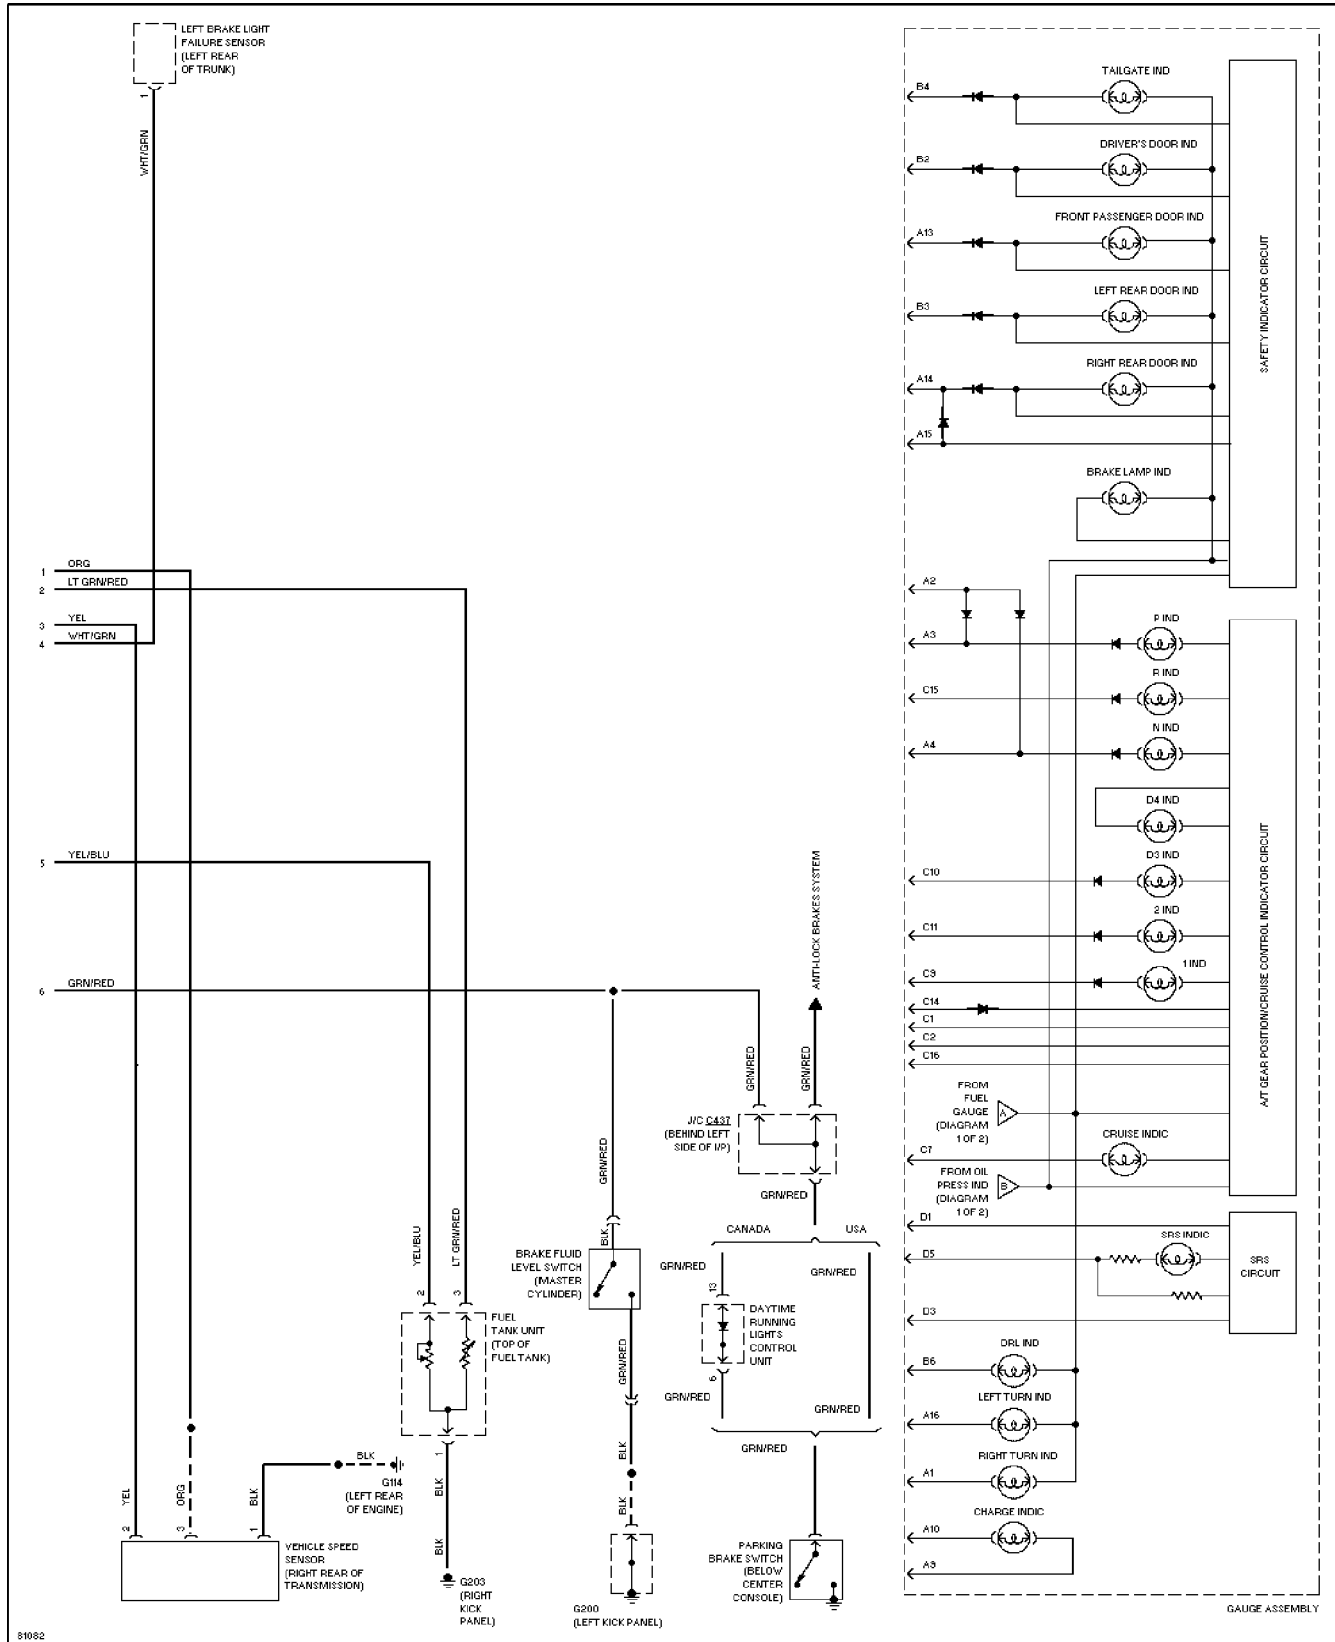 LEFT BRAKE LIGHT
FAILURE SENSOR
(LEFT REAR
OF TRUNK)
1
WHT/GRN
1 ORG
2 LT GRN/RED
3 YEL
4 WHT/GRN
5 YEL/BLU
6 GRN/RED
ANTI-LOCK BRAKES SYSTEM
GRN/RED
GRN/RED
J/C C437
(BEHIND LEFT
SIDE OF I/P)
GRN/RED
GRN/RED
BLK
BRAKE FLUID
LEVEL SWITCH
(MASTER
CYLINDER)
GRN/RED
BLK
BLK
G200
(LEFT KICK PANEL)
CANADA
USA
GRN/RED
GRN/RED
13
DAYTIME
RUNNING
LIGHTS
CONTROL
UNIT
6
GRN/RED
GRN/RED
GRN/RED
PARKING
BRAKE SWITCH
(BELOW
CENTER
CONSOLE)
YEL/BLU
LT GRN/RED
2
3
FUEL
TANK UNIT
(TOP OF
FUEL TANK)
1
BLK
BLK
G203
(RIGHT
KICK
PANEL)
BLK
G114
(LEFT REAR
OF ENGINE)
YEL
ORG
BLK
2
3
1
VEHICLE SPEED
SENSOR
(RIGHT REAR OF
TRANSMISSION)
81082
TAILGATE IND
B4
DRIVER'S DOOR IND
B2
FRONT PASSENGER DOOR IND
A13
LEFT REAR DOOR IND
B3
RIGHT REAR DOOR IND
A14
A15
BRAKE LAMP IND
SAFETY INDICATOR CIRCUIT
A2
P IND
A3
R IND
C15
N IND
A4
D4 IND
D3 IND
C10
2 IND
C11
1 IND
C9
C14
C1
C2
C16
A/T GEAR POSITION/CRUISE CONTROL INDICATOR CIRCUIT
FROM
FUEL
GAUGE
(DIAGRAM
1 OF 2)
A
CRUISE INDIC
C7
FROM OIL
PRESS IND
(DIAGRAM
1 OF 2)
B
D1
SRS INDIC
D5
SRS
CIRCUIT
D3
DRL IND
B6
LEFT TURN IND
A16
RIGHT TURN IND
A1
CHARGE INDIC
A10
A9
GAUGE ASSEMBLY